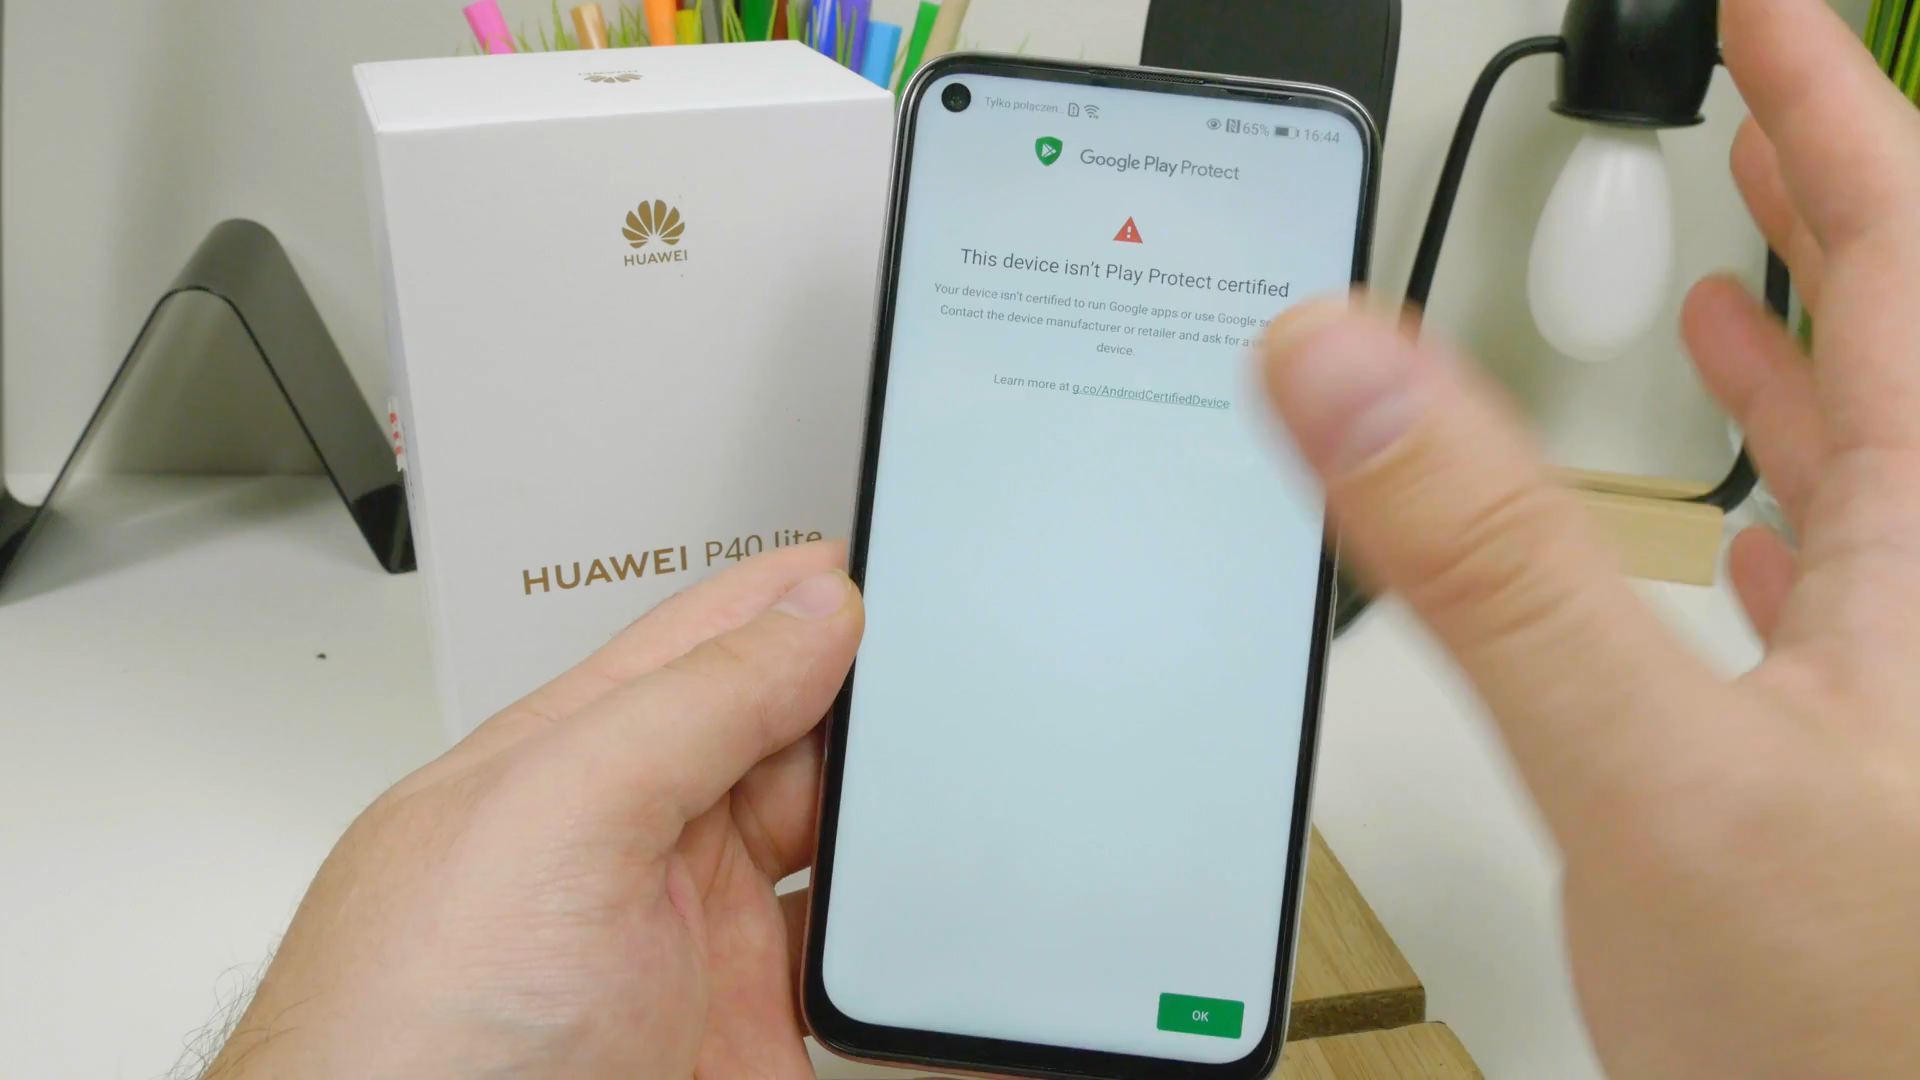 HUAWEI
HUAWEI
HUAWEI P40 lite
Tylko połączen...
65% 16:44
Google Play Protect
This device isn't Play Protect certified
Your device isn't certified to run Google apps or use Google
Contact the device manufacturer or retailer and ask for a
device.
Learn more at g.co/AndroidCertifiedDevice
OK